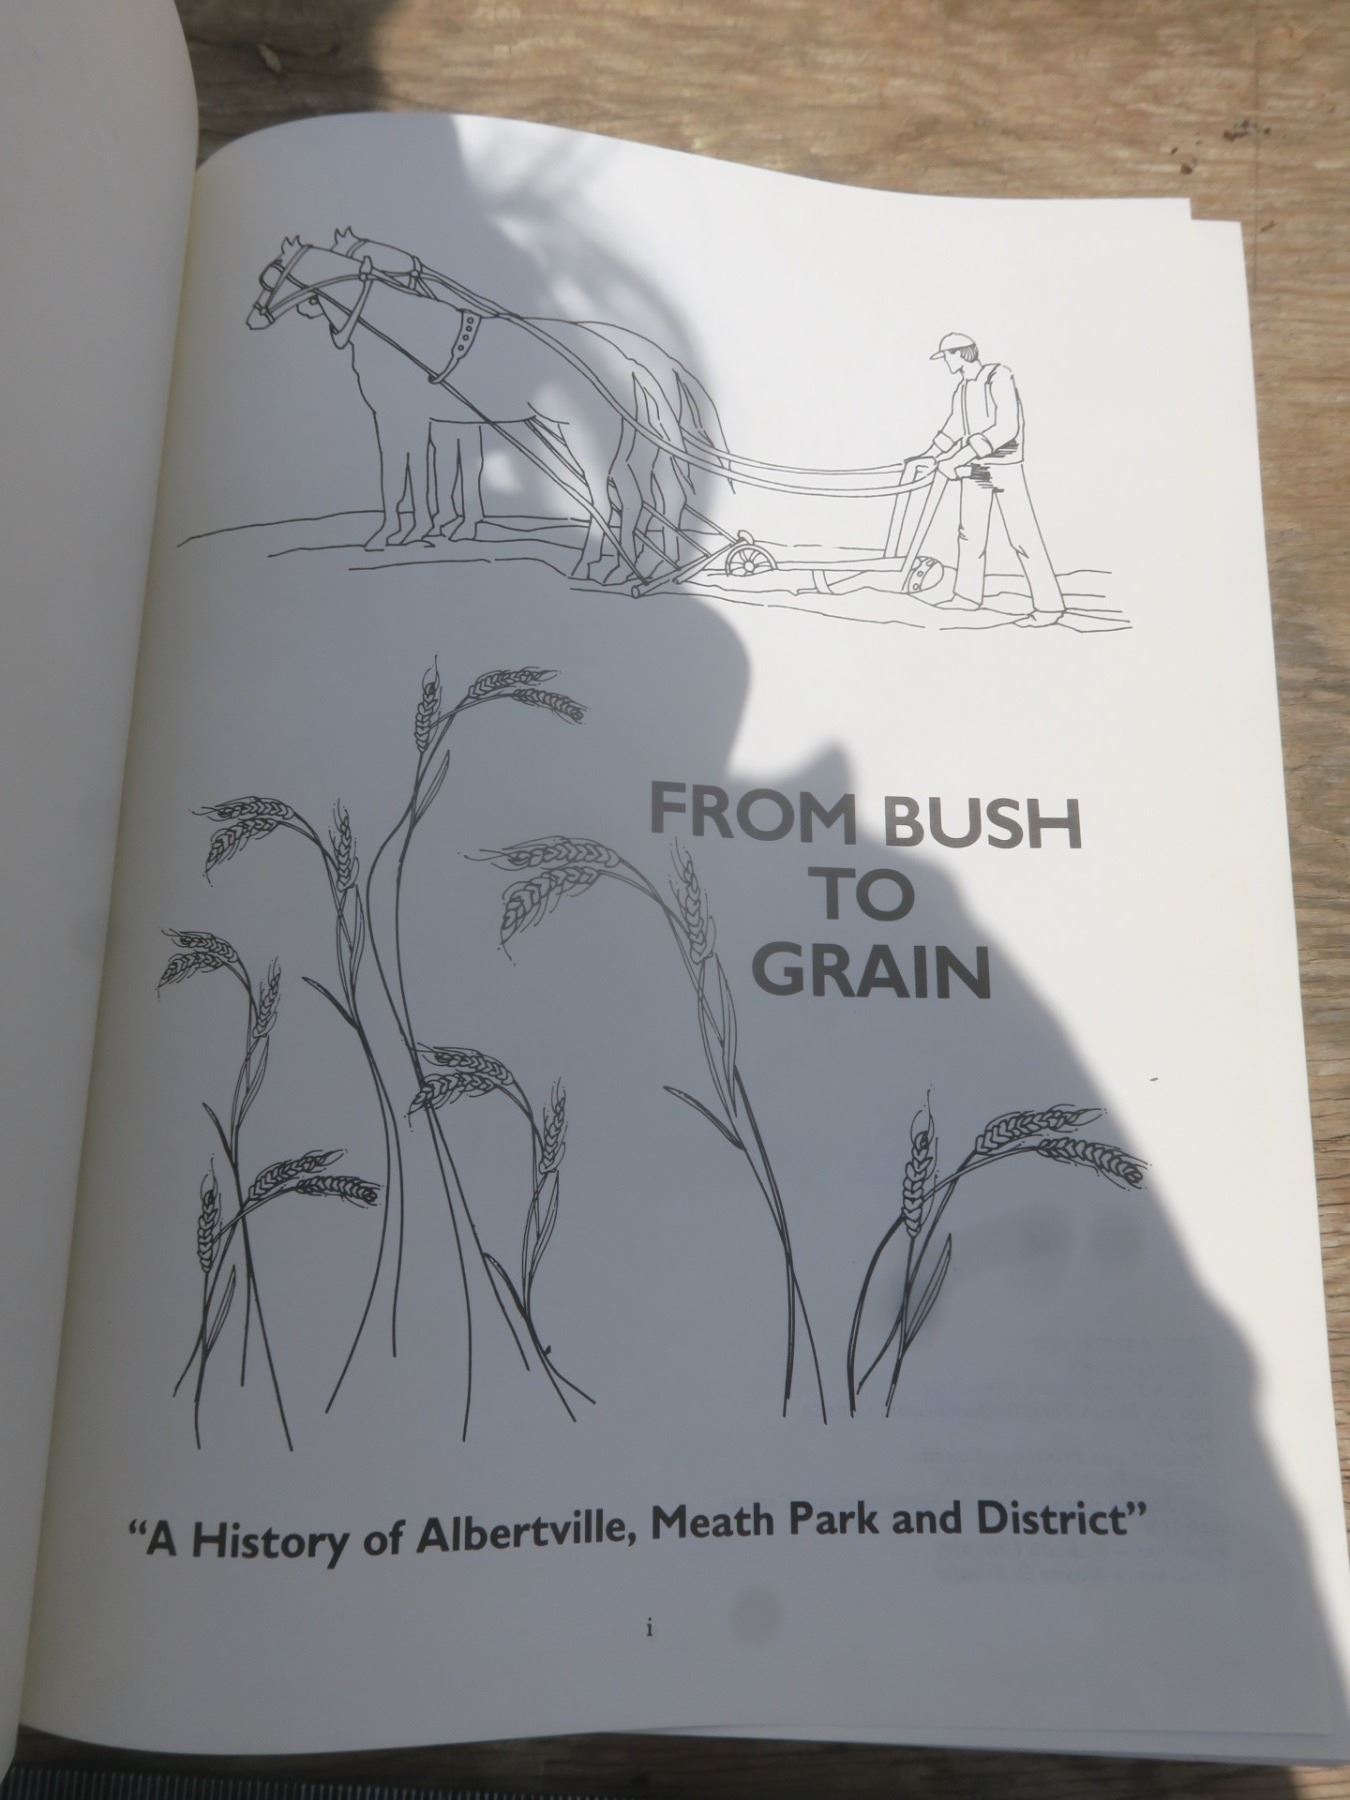 FROM BUSH
TO
GRAIN
“A History of Albertville, Meath Park and District”
i